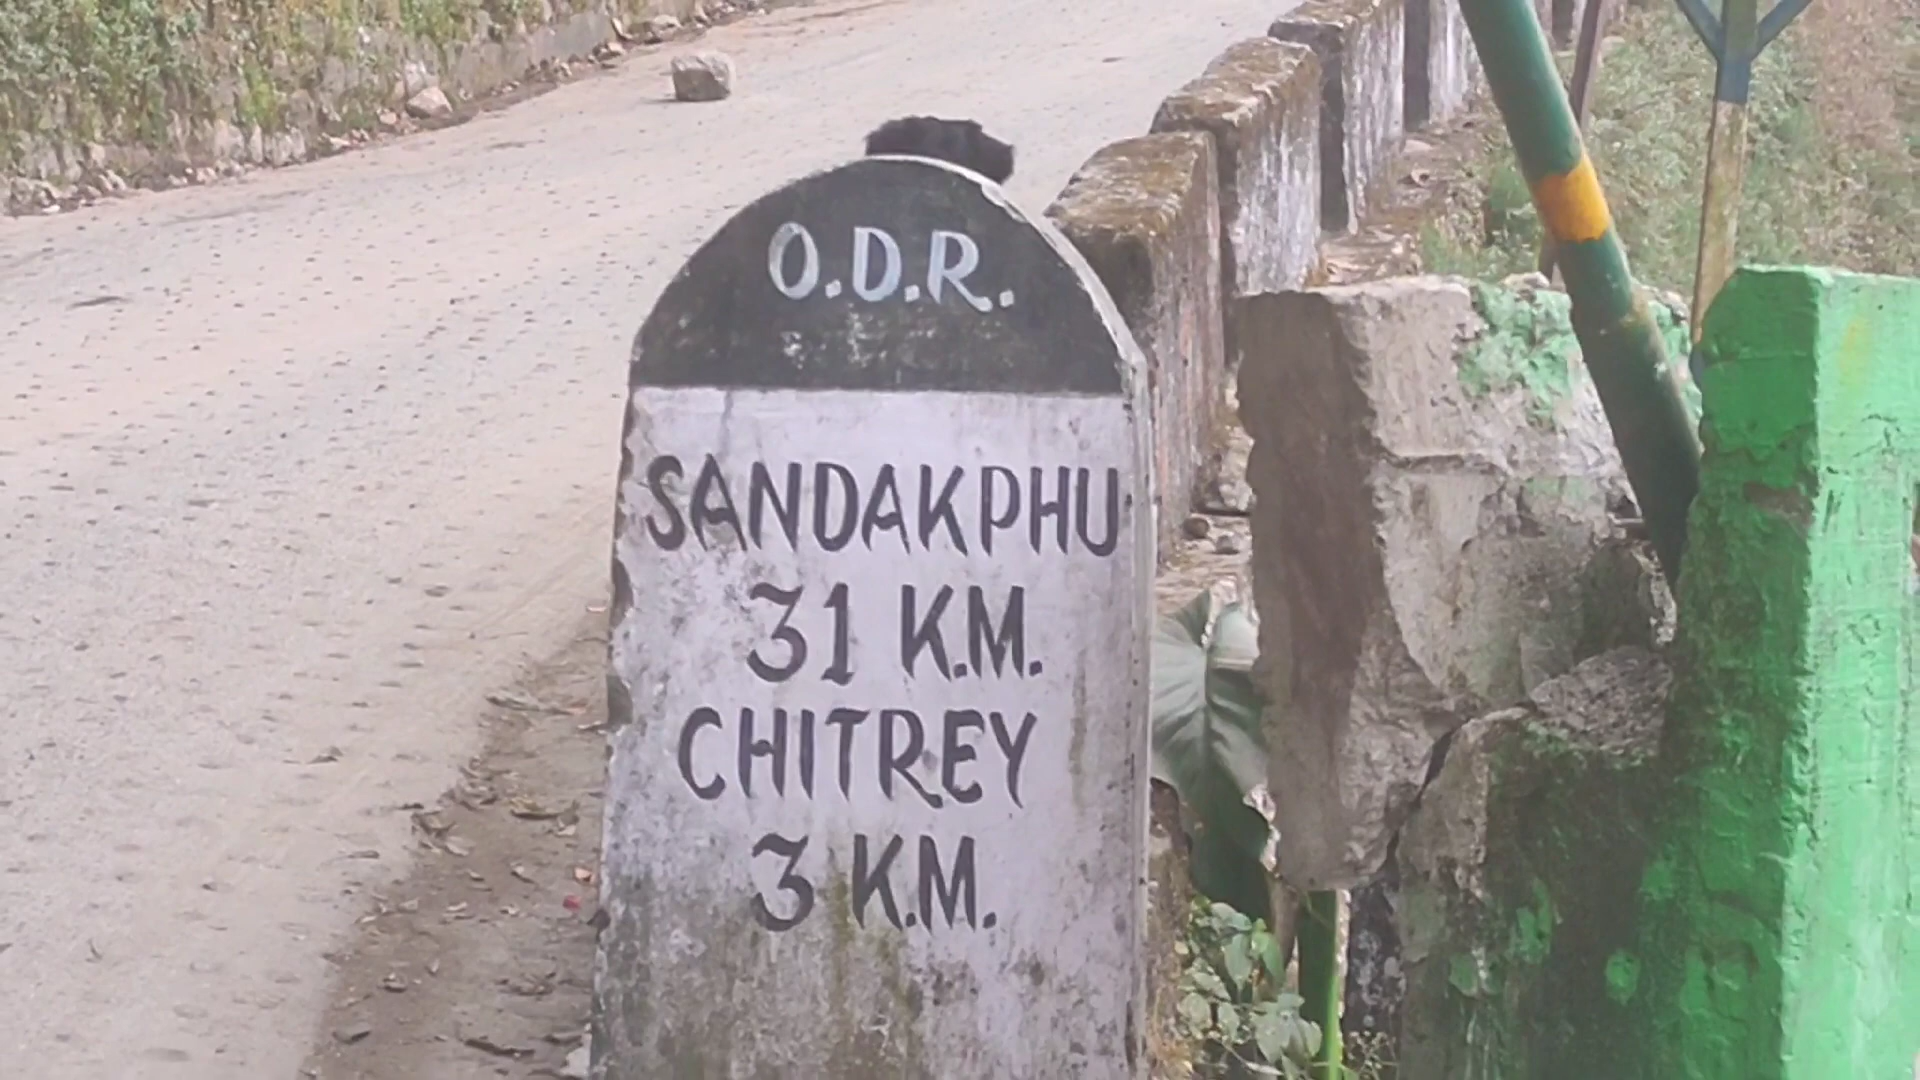 O.D.R.
SANDAKPHU
31 K.M.
CHITREY
3 K.M.